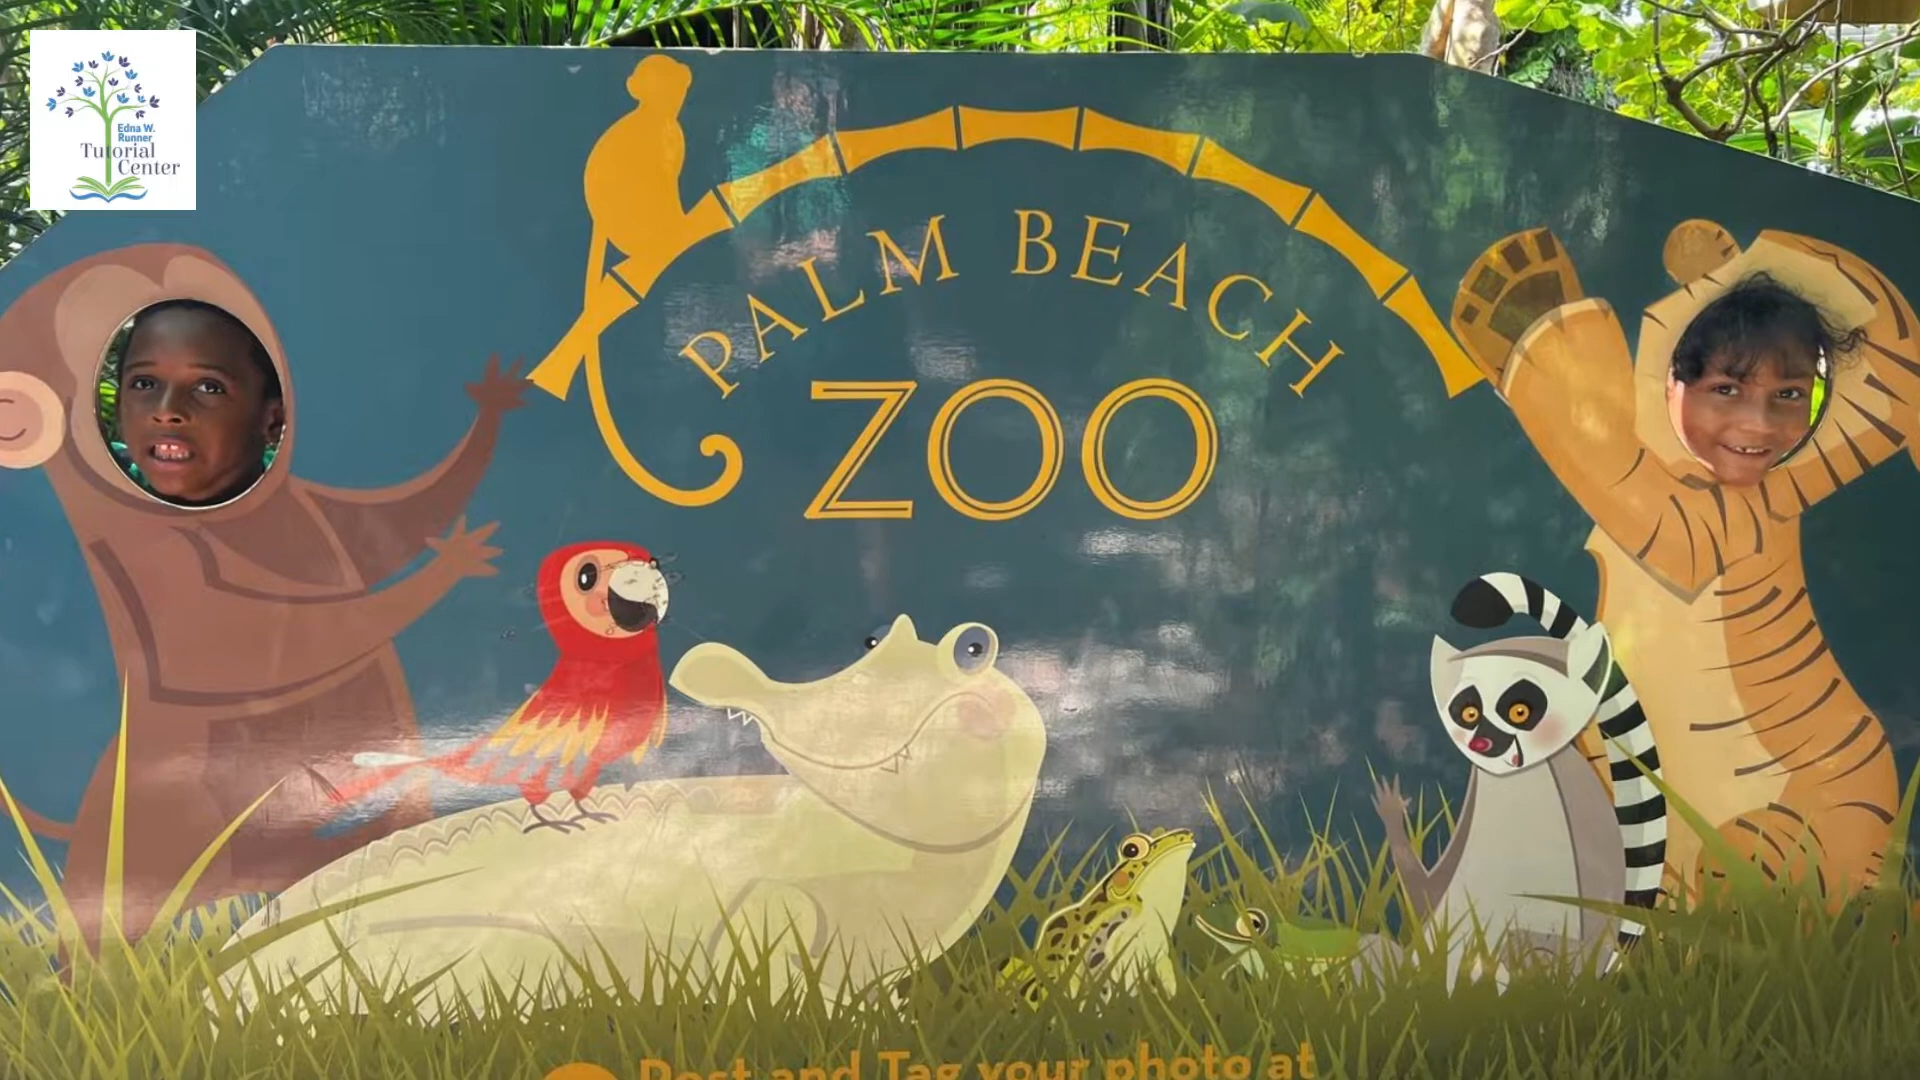 Edna W.
Runner
Tutorial
Center
PALM BEACH
ZOO
Post and Tag your photo at